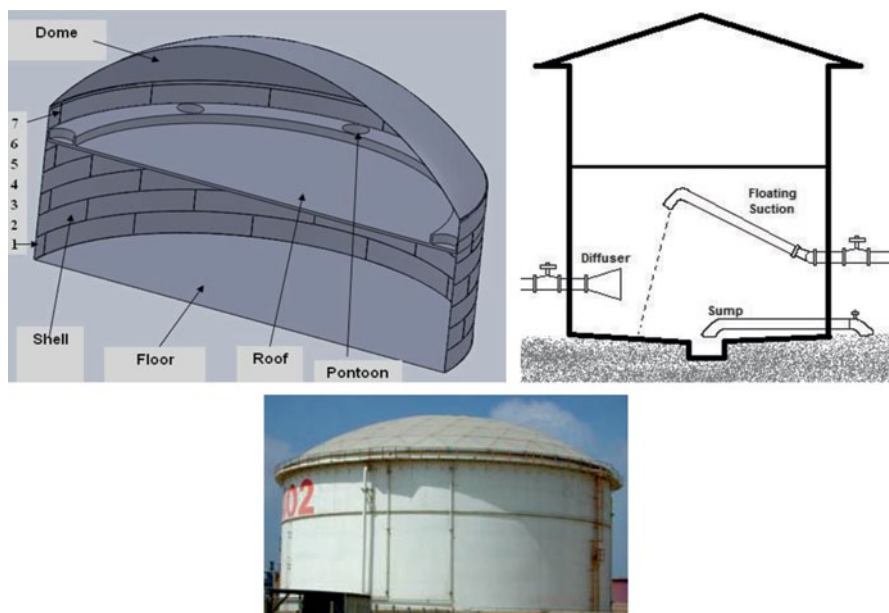 Dome
7
6
5
4
3
2
1
Shell
Floor
Roof
Pontoon
Floating
Suction
Diffuser
Sump
02